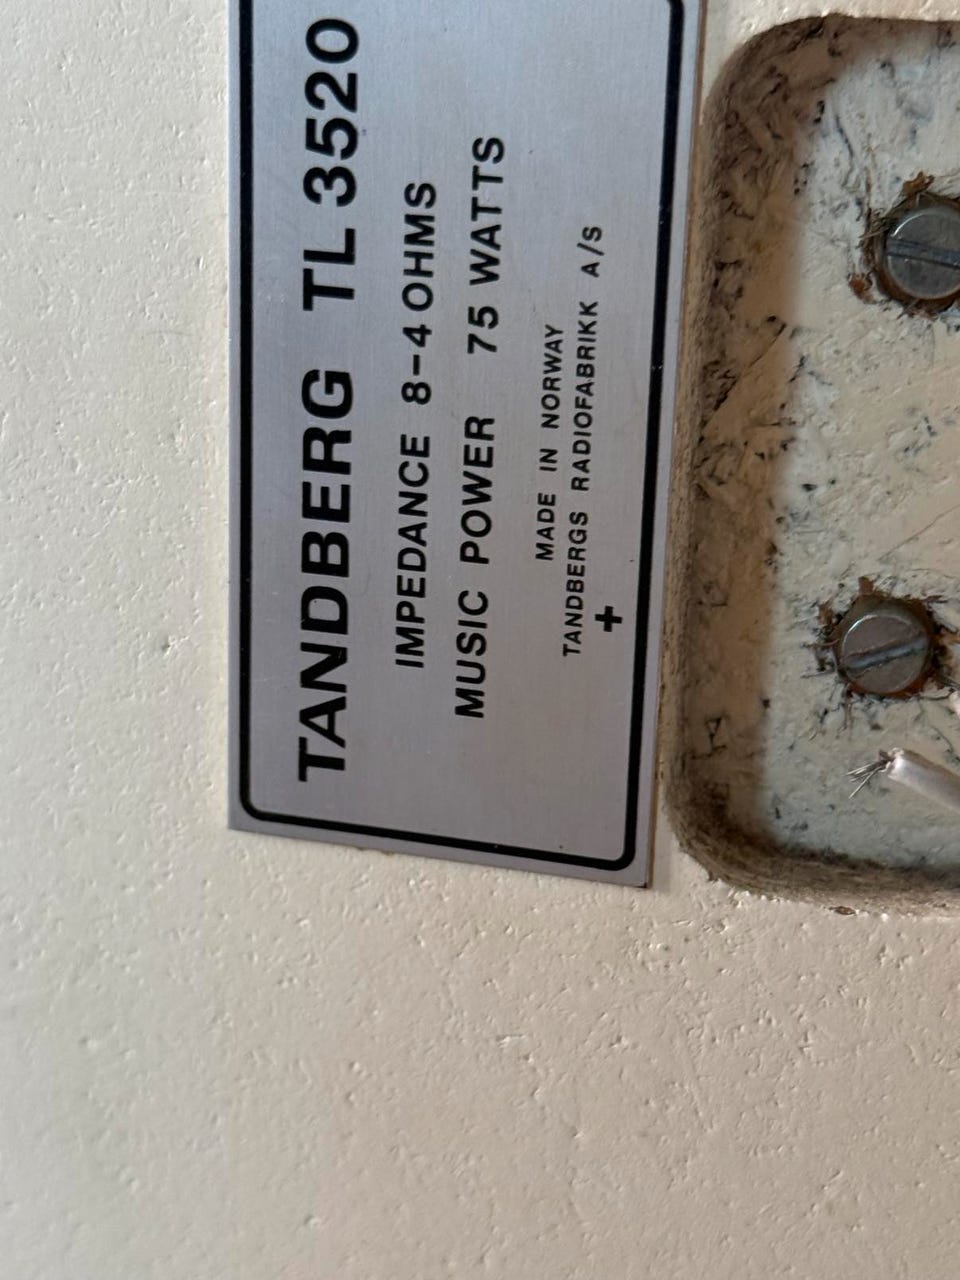 TANDBERG TL 3520
IMPEDANCE 8-4 OHMS
MUSIC POWER 75 WATTS
MADE IN NORWAY
TANDBERGS RADIOFABRIKK A/S
+